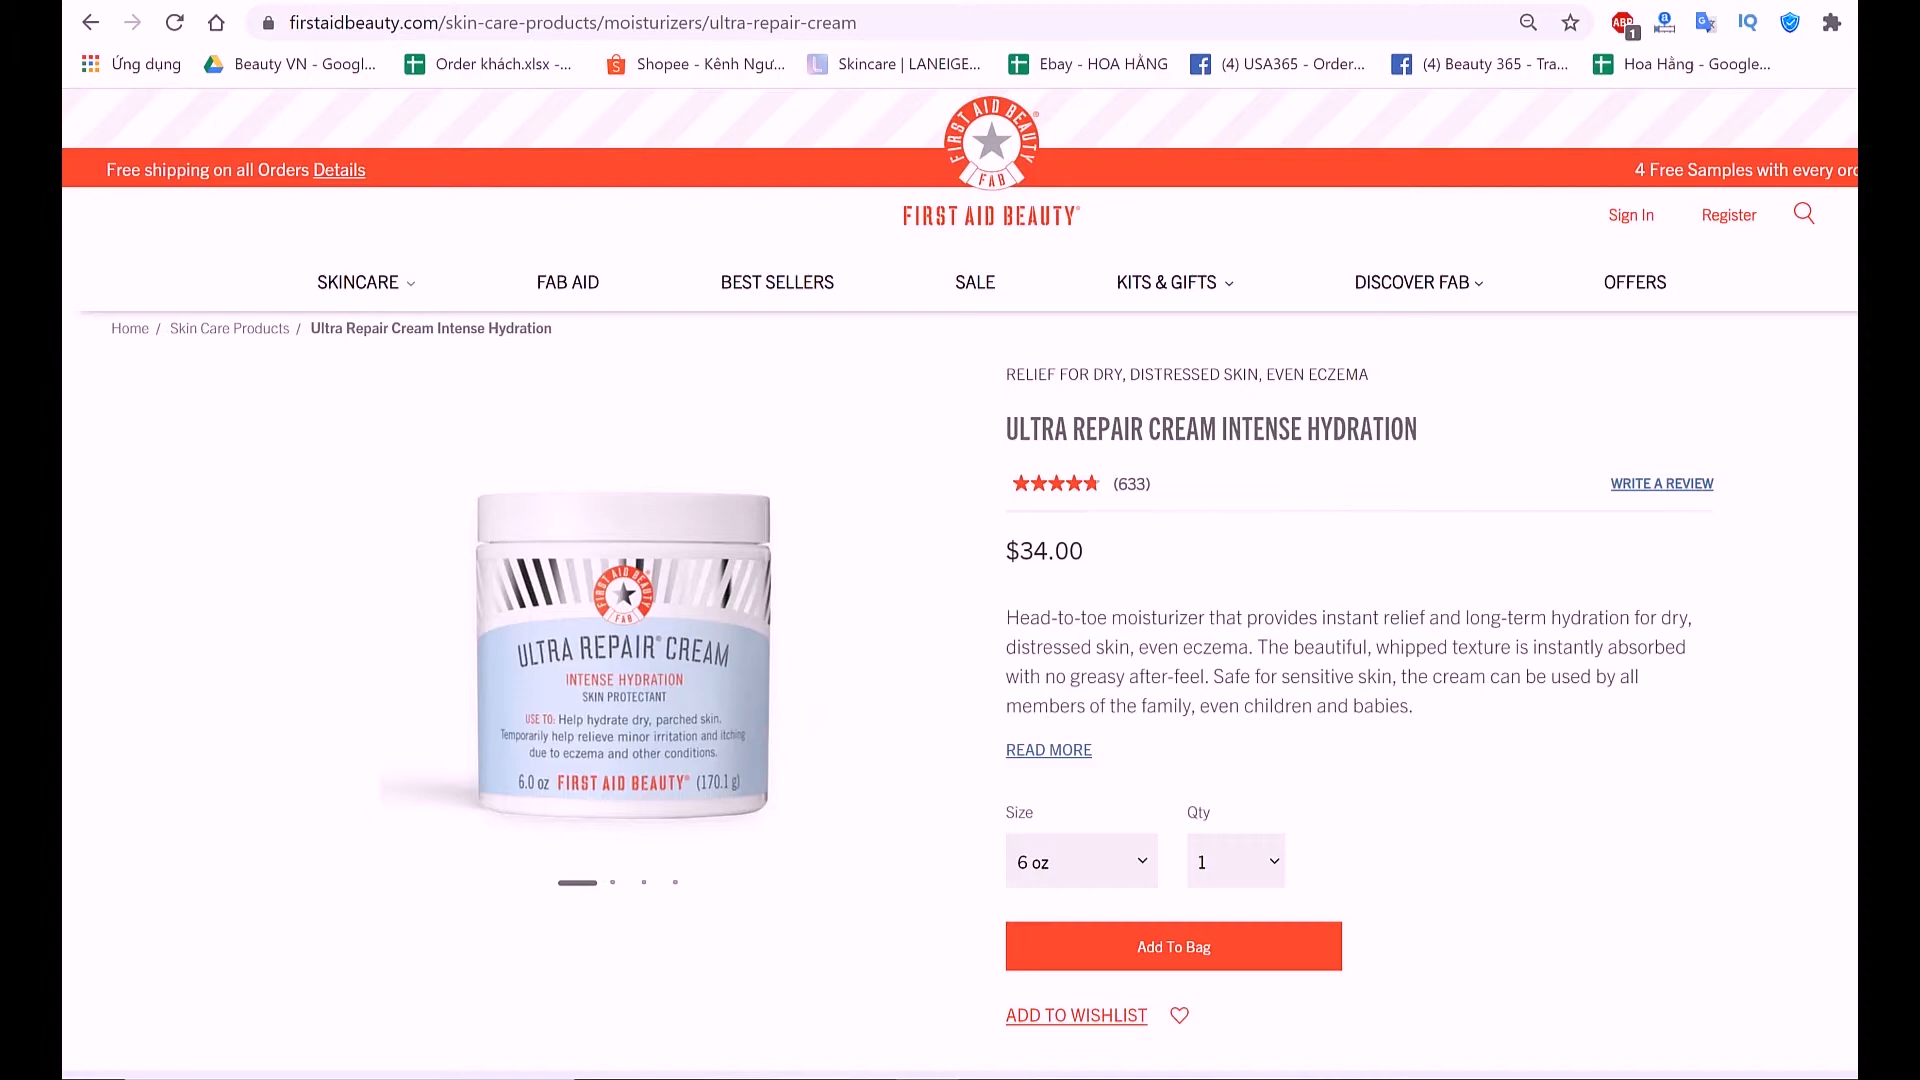 firstaidbeauty.com/skin-care-products/moisturizers/ultra-repair-cream
ABP 1 IQ
Ứng dụng Beauty VN - Googl... Order khách.xlsx -... Shopee - Kênh Ngư... Skincare | LANEIGE... Ebay - HOA HẰNG (4) USA365 - Order... (4) Beauty 365 - Tra... Hoa Hằng - Google...
FIRST AID BEAUTY
FAB
Free shipping on all Orders Details
4 Free Samples with every orc
FIRST AID BEAUTY®
Sign In Register
SKINCARE FAB AID BEST SELLERS SALE KITS & GIFTS DISCOVER FAB OFFERS
Home / Skin Care Products / Ultra Repair Cream Intense Hydration
RELIEF FOR DRY, DISTRESSED SKIN, EVEN ECZEMA
ULTRA REPAIR CREAM INTENSE HYDRATION
(633)
WRITE A REVIEW
$34.00
Head-to-toe moisturizer that provides instant relief and long-term hydration for dry,
distressed skin, even eczema. The beautiful, whipped texture is instantly absorbed
with no greasy after-feel. Safe for sensitive skin, the cream can be used by all
members of the family, even children and babies.
READ MORE
FIRST AID BEAUTY
FAB
ULTRA REPAIR® CREAM
INTENSE HYDRATION
SKIN PROTECTANT
USE TO: Help hydrate dry, parched skin.
Temporarily help relieve minor irritation and itching
due to eczema and other conditions.
6.0 oz FIRST AID BEAUTY® (170.1 g)
Size Qty
6 oz 1
Add To Bag
ADD TO WISHLIST